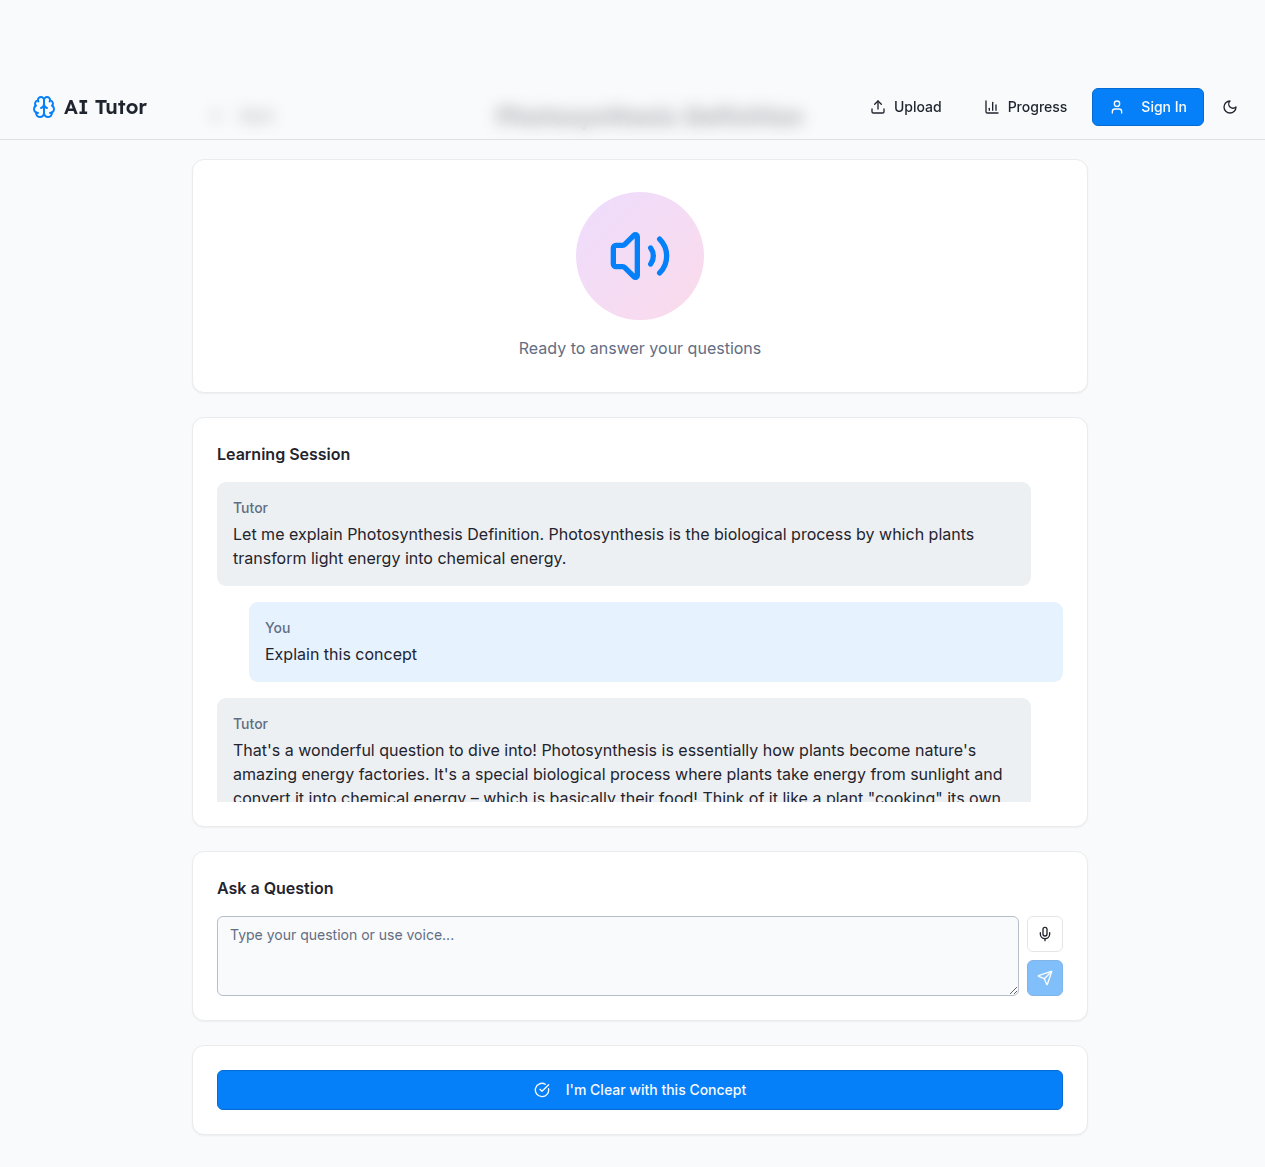 AI Tutor
Upload
Progress
Sign In
Photosynthesis Definition
Ready to answer your questions
Learning Session
Tutor
Let me explain Photosynthesis Definition. Photosynthesis is the biological process by which plants
transform light energy into chemical energy.
You
Explain this concept
Tutor
That's a wonderful question to dive into! Photosynthesis is essentially how plants become nature's
amazing energy factories. It's a special biological process where plants take energy from sunlight and
convert it into chemical energy – which is basically their food! Think of it like a plant "cooking" its own
Ask a Question
Type your question or use voice...
I'm Clear with this Concept